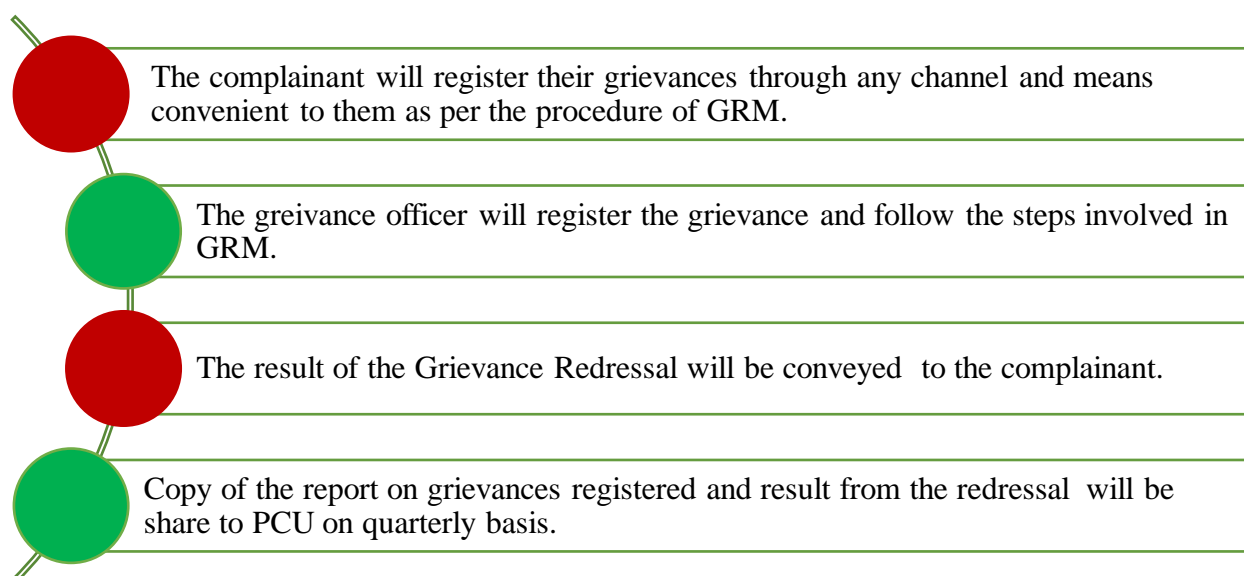 The complainant will register their grievances through any channel and means
convenient to them as per the procedure of GRM.
The greivance officer will register the grievance and follow the steps involved in
GRM.
The result of the Grievance Redressal will be conveyed to the complainant.
Copy of the report on grievances registered and result from the redressal will be
share to PCU on quarterly basis.